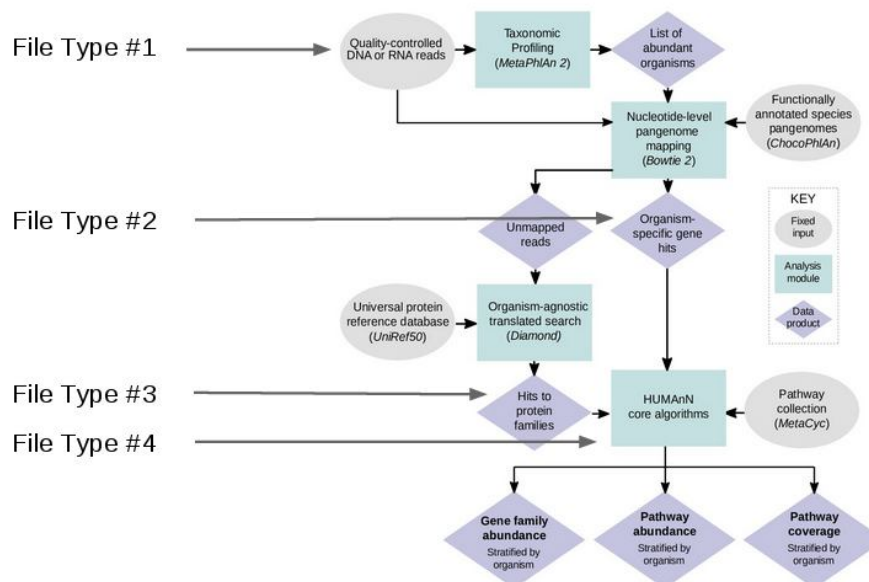 File Type #1
Quality-controlled
DNA or RNA reads
Taxonomic
Profiling
(MetaPhlAn 2)
List of
abundant
organisms
Nucleotide-level
pangenome
mapping
(Bowtie 2)
Functionally
annotated species
pangenomes
(ChocoPhlAn)
File Type #2
Unmapped
reads
Organism-
specific gene
hits
KEY
Fixed
input
Analysis
module
Data
product
Universal protein
reference database
(UniRef50)
Organism-agnostic
translated search
(Diamond)
File Type #3
Hits to
protein
families
HUMAnN
core algorithms
Pathway
collection
(MetaCyc)
File Type #4
Gene family
abundance
Stratified by
organism
Pathway
abundance
Stratified by
organism
Pathway
coverage
Stratified by
organism